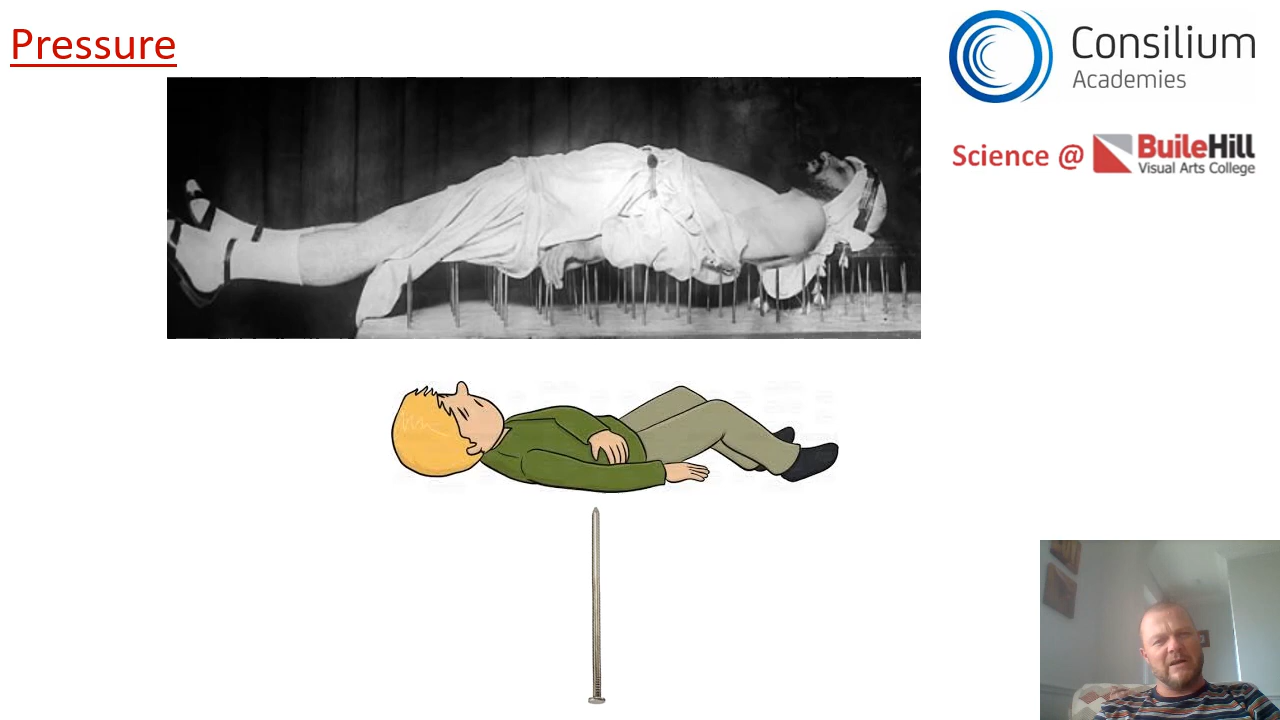 Pressure
Consilium
Academies
Science @ BuileHill
Visual Arts College